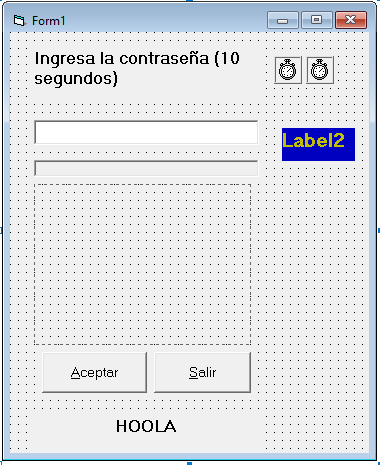 Form1
Ingresa la contraseña (10
segundos)
Label2
Aceptar
Salir
HOOLA